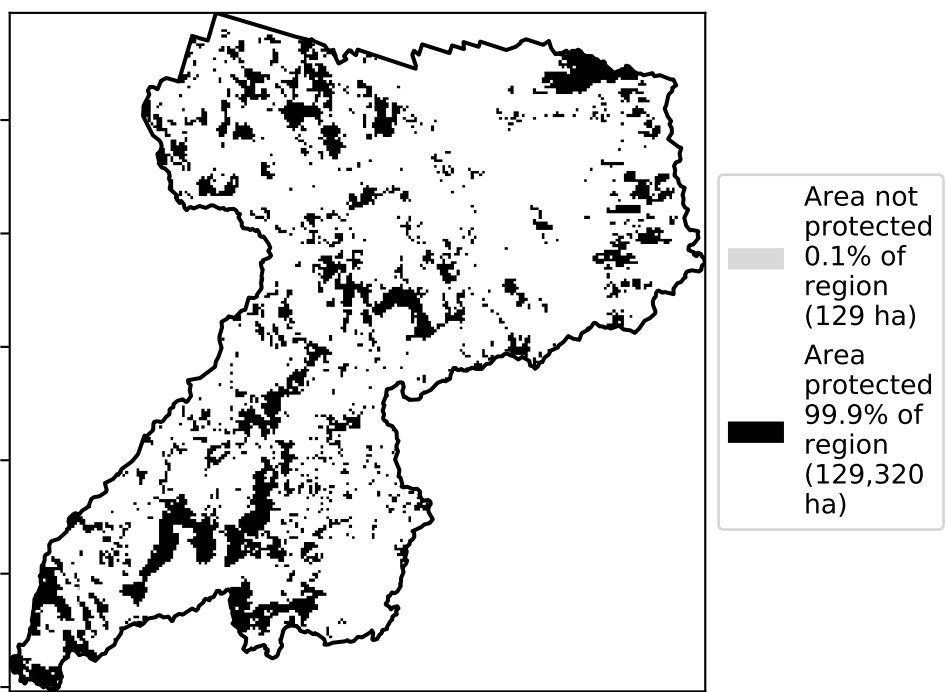 Area not
protected
0.1% of
region
(129 ha)
Area
protected
99.9% of
region
(129,320
ha)